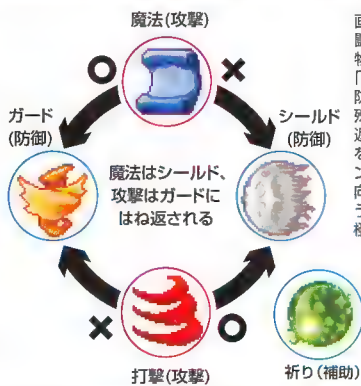 魔法(攻撃)
ガード
(防御)
シールド
(防御)
魔法はシールド、
攻撃はガードに
はね返される
打撃(攻撃)
祈り(補助)